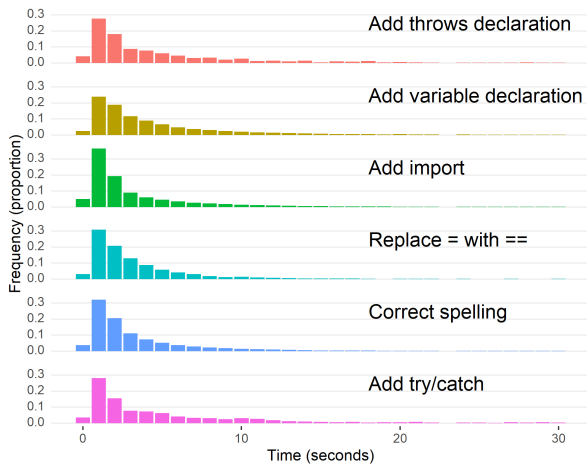 0.3
0.2
0.1
0.0
Add throws declaration
0.3
0.2
0.1
0.0
Add variable declaration
0.3
0.2
0.1
0.0
Add import
0.3
0.2
0.1
0.0
Replace = with ==
0.3
0.2
0.1
0.0
Correct spelling
0.3
0.2
0.1
0.0
Add try/catch
Frequency (proportion)
0 10 20 30
Time (seconds)